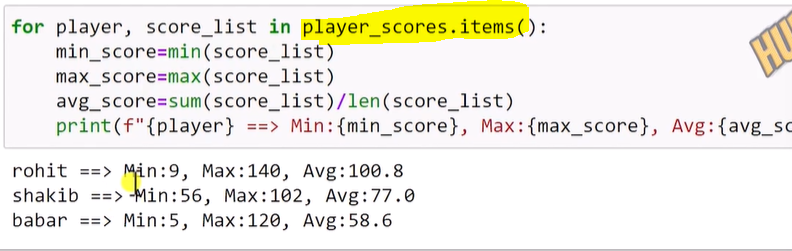 for player, score_list in player_scores.items():
    min_score=min(score_list)
    max_score=max(score_list)
    avg_score=sum(score_list)/len(score_list)
    print(f"{player} ==> Min:{min_score}, Max:{max_score}, Avg:{avg_sc
HU
rohit ==> Min:9, Max:140, Avg:100.8
shakib ==> Min:56, Max:102, Avg:77.0
babar ==> Min:5, Max:120, Avg:58.6